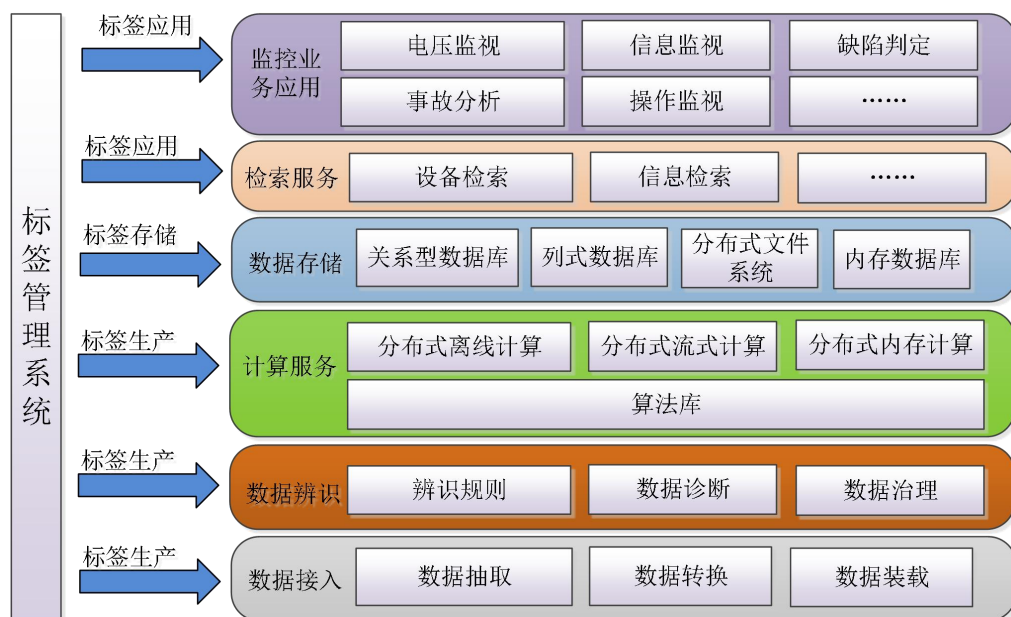 标签管理系统
标签应用
监控业
务应用
电压监视
信息监视
缺陷判定
事故分析
操作监视
……
标签应用
检索服务
设备检索
信息检索
……
标签存储
数据存储
关系型数据库
列式数据库
分布式文件
系统
内存数据库
标签生产
计算服务
分布式离线计算
分布式流式计算
分布式内存计算
算法库
标签生产
数据辨识
辨识规则
数据诊断
数据治理
标签生产
数据接入
数据抽取
数据转换
数据装载